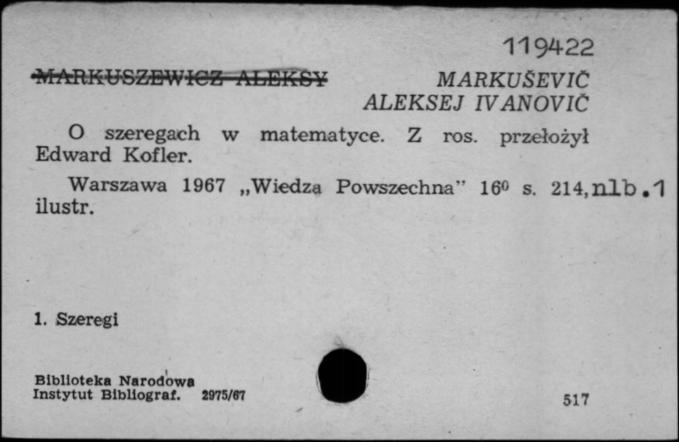 119422
MARKUSZEWICZ ALEKSY MARKUŠEVIČ
ALEKSEJ IVANOVIČ
O szeregach w matematyce. Z ros. przełożył
Edward Kofler.
Warszawa 1967 „Wiedza Powszechna” 16⁰ s. 214, nlb.1
ilustr.
1. Szeregi
Biblioteka Narodowa
Instytut Bibliograf. 2975/67
517